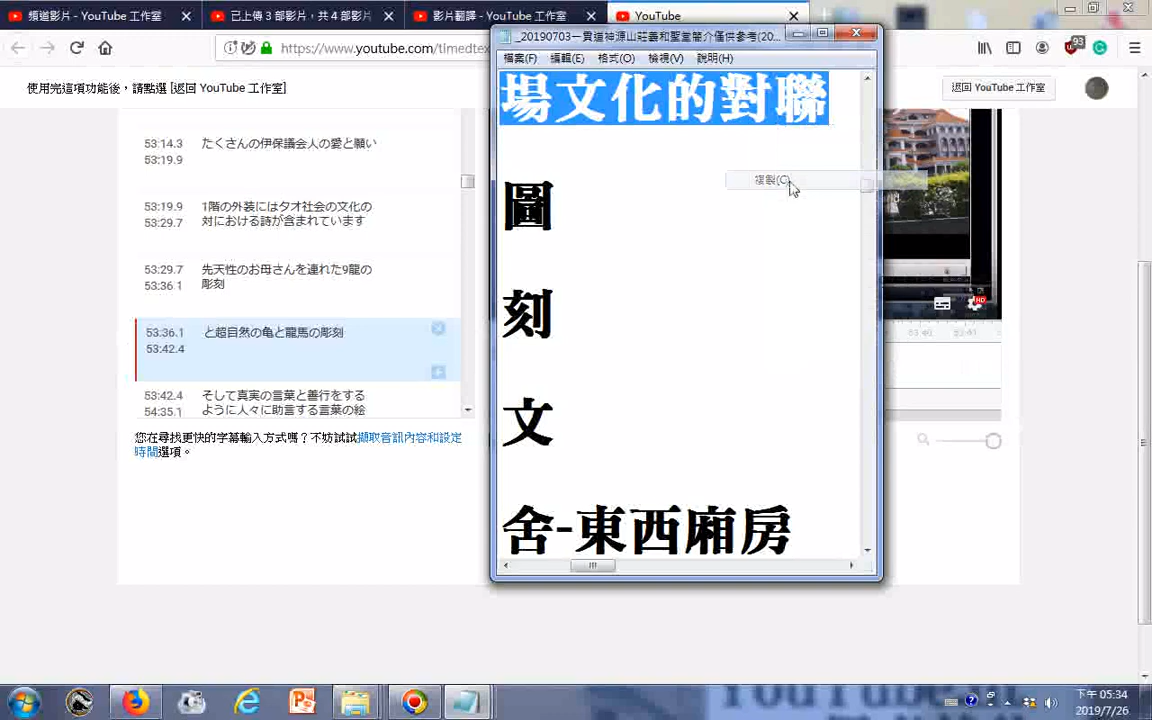 頻道影片 - YouTube 工作室
已上傳 3 部影片，共 4 部影片
影片翻譯 - YouTube 工作室
YouTube
https://www.youtube.com/timedtex
93
_20190703一貫道神源山莊義和聖堂簡介僅供參考(20...
檔案(F) 編輯(E) 格式(O) 檢視(V) 說明(H)
使用完這項功能後，請點選 [返回 YouTube 工作室]
返回 YouTube 工作室
53:14.3 たくさんの伊保議会人の愛と願い
53:19.9
53:19.9 1階の外装にはタオ社会の文化の
53:29.7 対における詩が含まれています
53:29.7 先天性のお母さんを連れた9龍の
53:36.1 彫刻
53:36.1 と超自然の亀と龍馬の彫刻
53:42.4
53:42.4 そして真実の言葉と善行をする
54:35.1 ように人々に助言する言葉の絵
您在尋找更快的字幕輸入方式嗎？不妨試試擷取音訊內容和設定
時間選項。
場文化的對聯
複製(C)
圖
刻
文
舍-東西廂房
HD
下午 05:34
2019/7/26